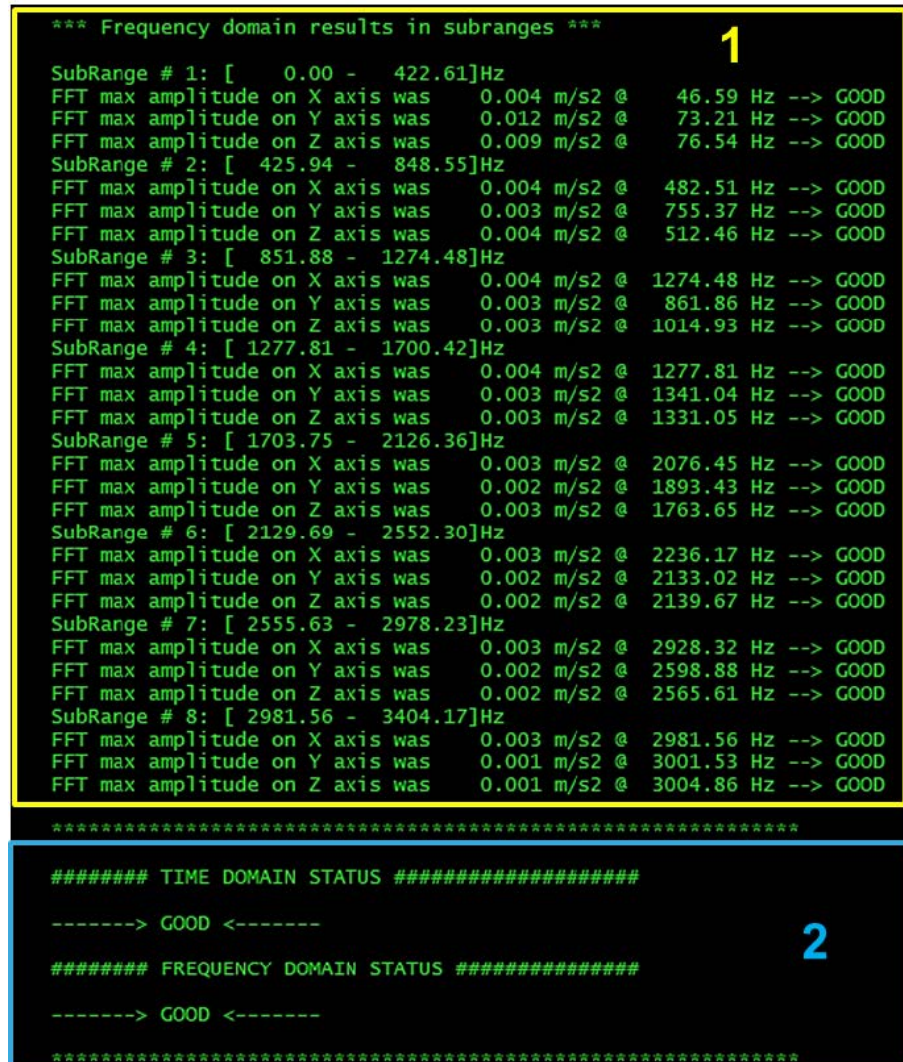 *** Frequency domain results in subranges ***
1
SubRange # 1: [    0.00 -   422.61]Hz
FFT max amplitude on X axis was    0.004 m/s2 @    46.59 Hz --> GOOD
FFT max amplitude on Y axis was    0.012 m/s2 @    73.21 Hz --> GOOD
FFT max amplitude on Z axis was    0.009 m/s2 @    76.54 Hz --> GOOD
SubRange # 2: [  425.94 -   848.55]Hz
FFT max amplitude on X axis was    0.004 m/s2 @   482.51 Hz --> GOOD
FFT max amplitude on Y axis was    0.003 m/s2 @   755.37 Hz --> GOOD
FFT max amplitude on Z axis was    0.004 m/s2 @   512.46 Hz --> GOOD
SubRange # 3: [  851.88 -  1274.48]Hz
FFT max amplitude on X axis was    0.004 m/s2 @  1274.48 Hz --> GOOD
FFT max amplitude on Y axis was    0.003 m/s2 @   861.86 Hz --> GOOD
FFT max amplitude on Z axis was    0.003 m/s2 @  1014.93 Hz --> GOOD
SubRange # 4: [ 1277.81 -  1700.42]Hz
FFT max amplitude on X axis was    0.004 m/s2 @  1277.81 Hz --> GOOD
FFT max amplitude on Y axis was    0.003 m/s2 @  1341.04 Hz --> GOOD
FFT max amplitude on Z axis was    0.003 m/s2 @  1331.05 Hz --> GOOD
SubRange # 5: [ 1703.75 -  2126.36]Hz
FFT max amplitude on X axis was    0.003 m/s2 @  2076.45 Hz --> GOOD
FFT max amplitude on Y axis was    0.002 m/s2 @  1893.43 Hz --> GOOD
FFT max amplitude on Z axis was    0.003 m/s2 @  1763.65 Hz --> GOOD
SubRange # 6: [ 2129.69 -  2552.30]Hz
FFT max amplitude on X axis was    0.003 m/s2 @  2236.17 Hz --> GOOD
FFT max amplitude on Y axis was    0.002 m/s2 @  2133.02 Hz --> GOOD
FFT max amplitude on Z axis was    0.002 m/s2 @  2139.67 Hz --> GOOD
SubRange # 7: [ 2555.63 -  2978.23]Hz
FFT max amplitude on X axis was    0.003 m/s2 @  2928.32 Hz --> GOOD
FFT max amplitude on Y axis was    0.002 m/s2 @  2598.88 Hz --> GOOD
FFT max amplitude on Z axis was    0.002 m/s2 @  2565.61 Hz --> GOOD
SubRange # 8: [ 2981.56 -  3404.17]Hz
FFT max amplitude on X axis was    0.003 m/s2 @  2981.56 Hz --> GOOD
FFT max amplitude on Y axis was    0.001 m/s2 @  3001.53 Hz --> GOOD
FFT max amplitude on Z axis was    0.001 m/s2 @  3004.86 Hz --> GOOD
*************************************************************
######## TIME DOMAIN STATUS ####################
-------> GOOD <-------
2
######## FREQUENCY DOMAIN STATUS ###############
-------> GOOD <-------
*************************************************************